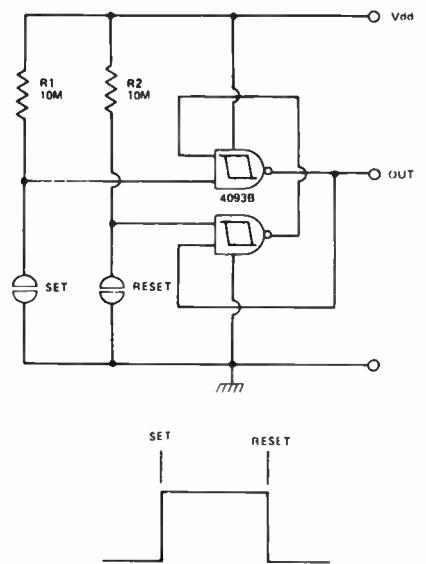 Vdd
R1
10M
R2
10M
OUT
4093B
SET
RESET
SET
RESET